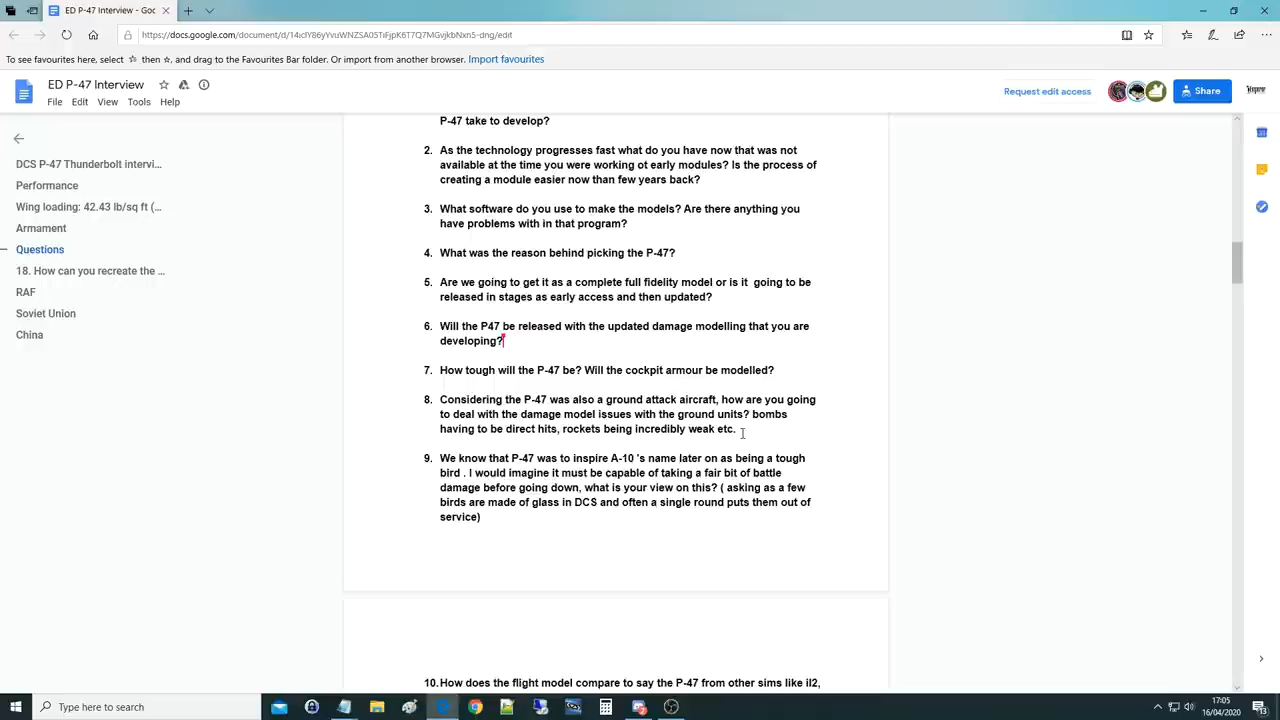 ED P-47 Interview - Goo
https://docs.google.com/document/d/14icIY86yYvuWNZSA05TiFjpK6T7Q7MGvjkbNxn5-dng/edit
To see favourites here, select ☆ then ☆, and drag to the Favourites Bar folder. Or import from another browser. Import favourites
ED P-47 Interview
File Edit View Tools Help
Request edit access
Share
DCS P-47 Thunderbolt intervi...
Performance
Wing loading: 42.43 lb/sq ft (...
Armament
Questions
18. How can you recreate the ...
RAF
Soviet Union
China
P-47 take to develop?
2. As the technology progresses fast what do you have now that was not
available at the time you were working ot early modules? Is the process of
creating a module easier now than few years back?
3. What software do you use to make the models? Are there anything you
have problems with in that program?
4. What was the reason behind picking the P-47?
5. Are we going to get it as a complete full fidelity model or is it going to be
released in stages as early access and then updated?
6. Will the P47 be released with the updated damage modelling that you are
developing?
7. How tough will the P-47 be? Will the cockpit armour be modelled?
8. Considering the P-47 was also a ground attack aircraft, how are you going
to deal with the damage model issues with the ground units? bombs
having to be direct hits, rockets being incredibly weak etc.
9. We know that P-47 was to inspire A-10 's name later on as being a tough
bird . I would imagine it must be capable of taking a fair bit of battle
damage before going down, what is your view on this? ( asking as a few
birds are made of glass in DCS and often a single round puts them out of
service)
10. How does the flight model compare to say the P-47 from other sims like il2,
Type here to search
17:05
16/04/2020
13